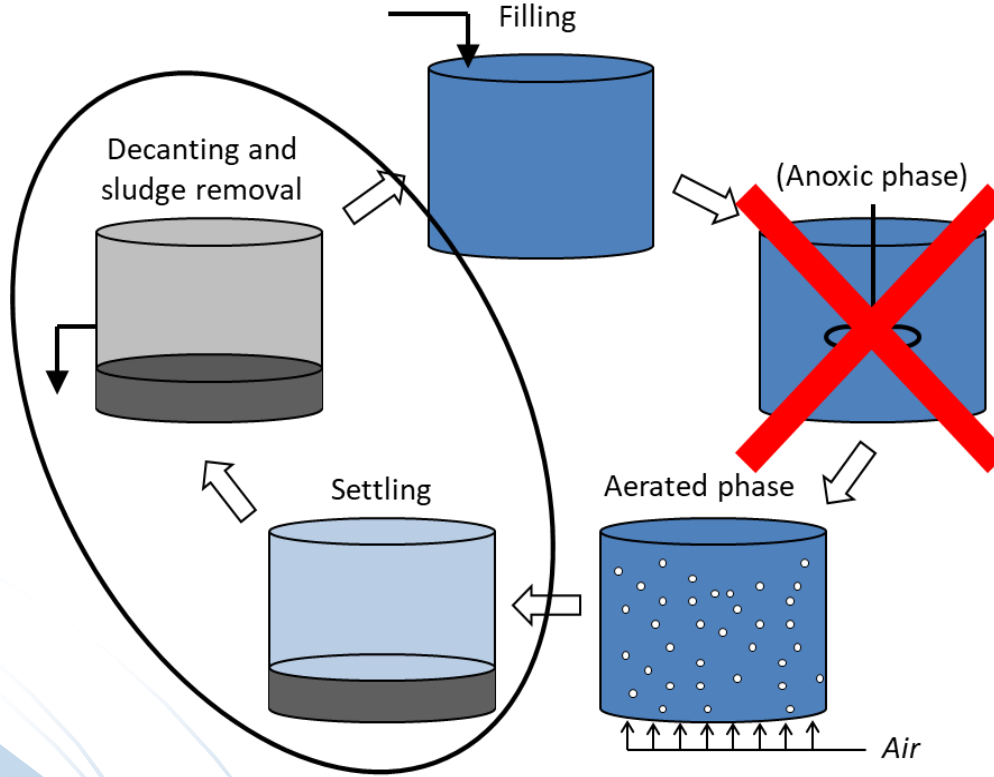 Filling
(Anoxic phase)
Aerated phase
Air
Settling
Decanting and
sludge removal